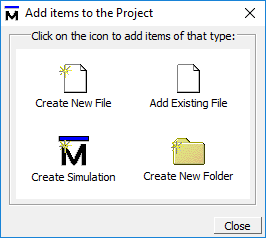 Add items to the Project
Click on the icon to add items of that type:
Create New File
Add Existing File
Create Simulation
Create New Folder
Close